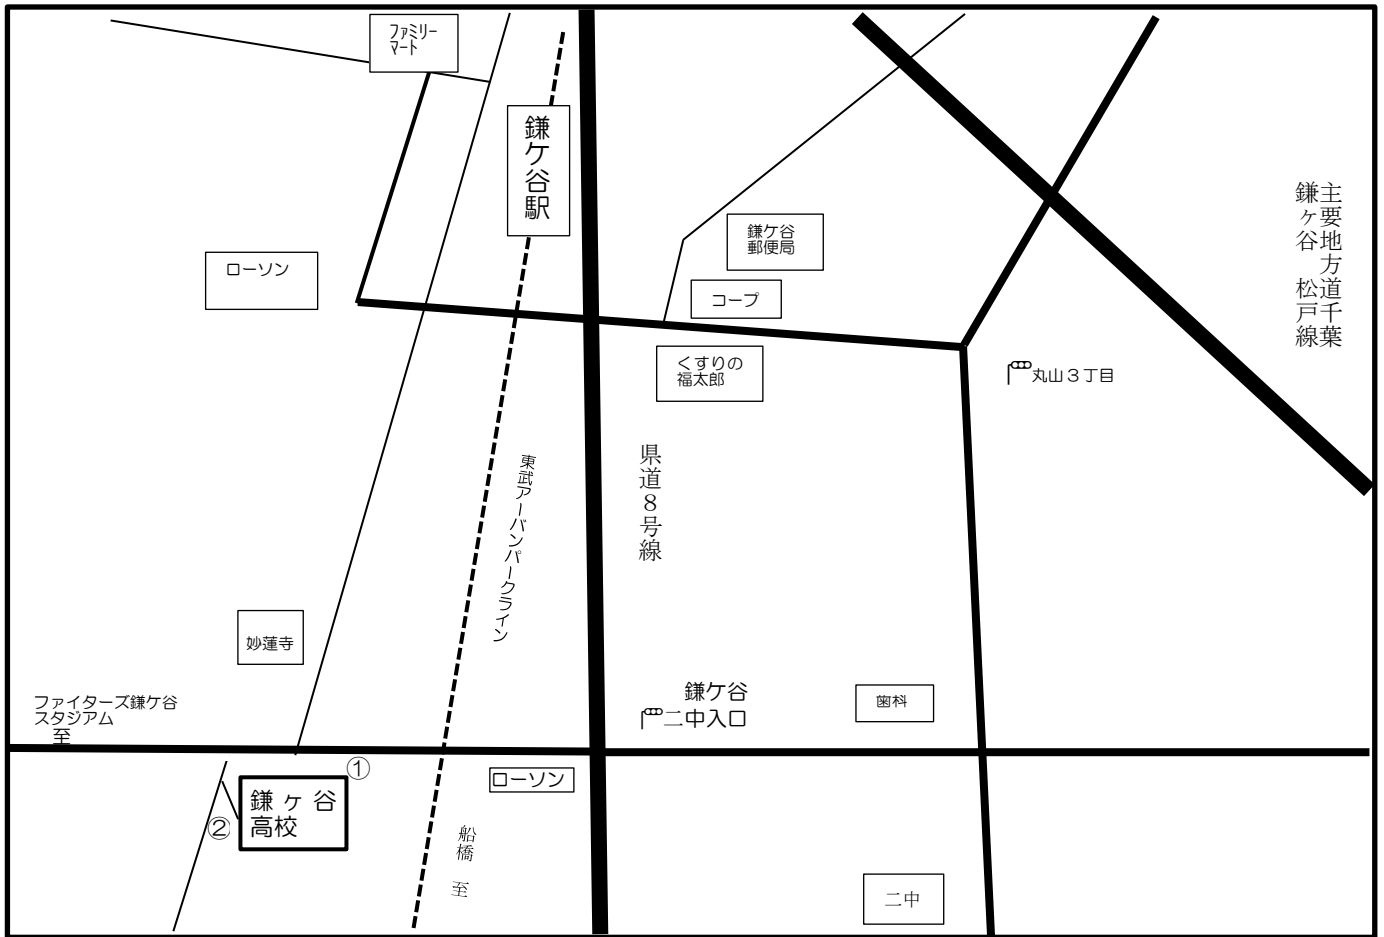 ファミリー
マート
鎌ケ谷駅
主要地方道千葉
鎌ヶ谷　松戸線
鎌ケ谷
郵便局
ローソン
コープ
くすりの
福太郎
丸山３丁目
東武アーバンパークライン
県道８号線
妙蓮寺
鎌ケ谷
二中入口
歯科
ファイターズ鎌ケ谷
スタジアム
至
①
ローソン
鎌ヶ谷
高校
②
船橋　至
二中